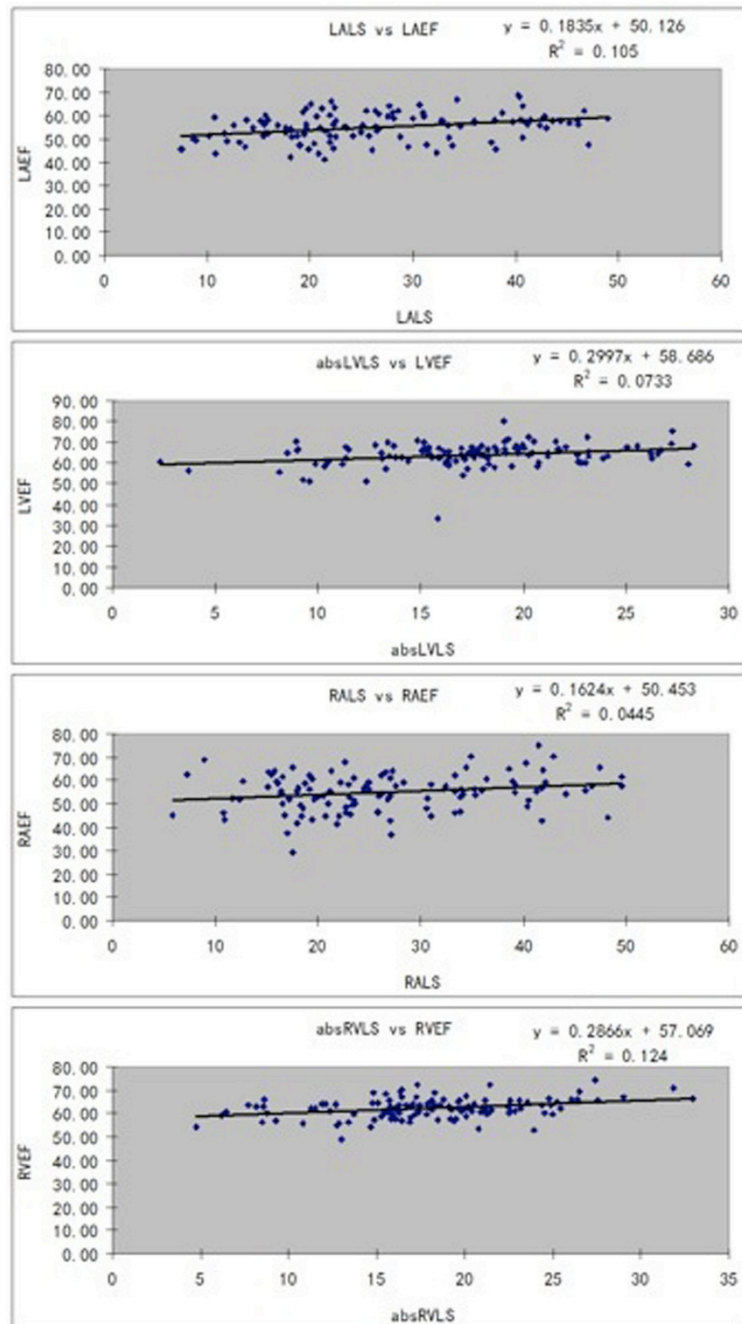 LALS vs LAEF
y = 0.1835x + 50.126
R² = 0.105
80.00
70.00
60.00
50.00
40.00
30.00
20.00
10.00
0.00
LAEF
0 10 20 30 40 50 60
LALS
absLVLS vs LVEF
y = 0.2997x + 58.686
R² = 0.0733
90.00
80.00
70.00
60.00
50.00
40.00
30.00
20.00
10.00
0.00
LVEF
0 5 10 15 20 25 30
absLVLS
RALS vs RAEF
y = 0.1624x + 50.453
R² = 0.0445
80.00
70.00
60.00
50.00
40.00
30.00
20.00
10.00
0.00
RAEF
0 10 20 30 40 50 60
RALS
absRVLS vs RVEF
y = 0.2866x + 57.069
R² = 0.124
80.00
70.00
60.00
50.00
40.00
30.00
20.00
10.00
0.00
RVEF
0 5 10 15 20 25 30 35
absRVLS